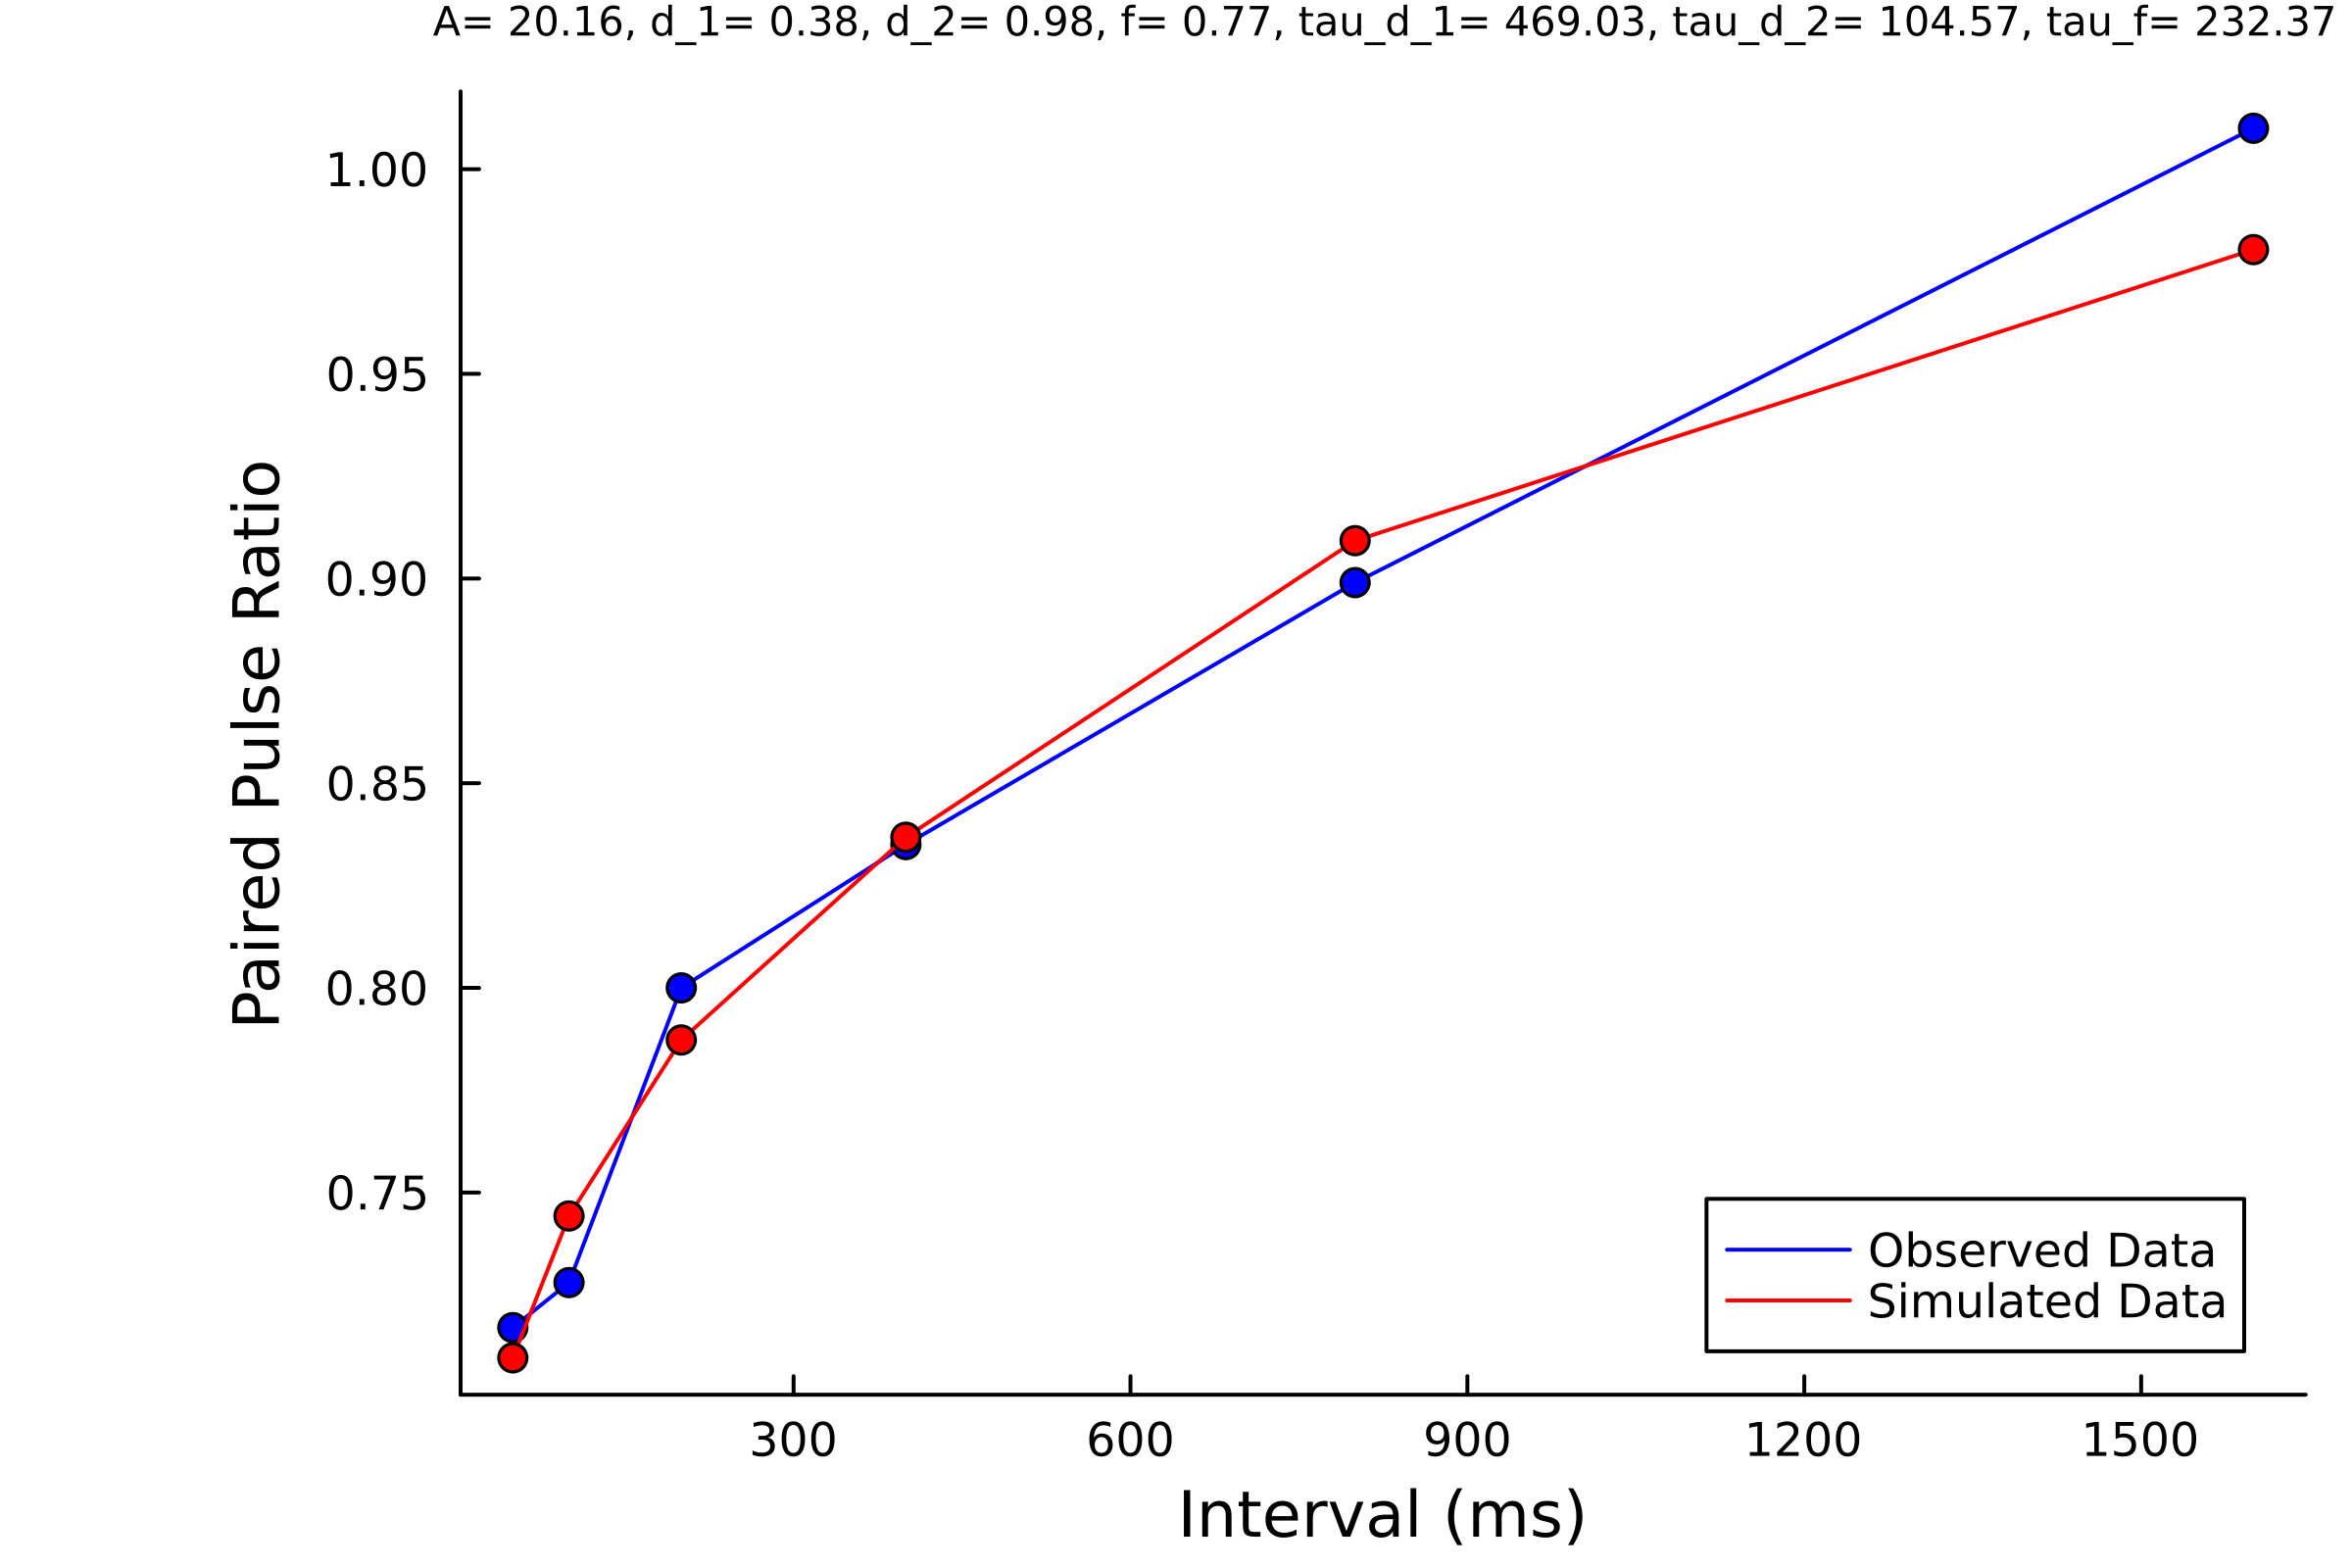 A= 20.16, d_1= 0.38, d_2= 0.98, f= 0.77, tau_d_1= 469.03, tau_d_2= 104.57, tau_f= 232.37
1.00
0.95
0.90
0.85
0.80
0.75
Paired Pulse Ratio
Observed Data
Simulated Data
300 600 900 1200 1500
Interval (ms)